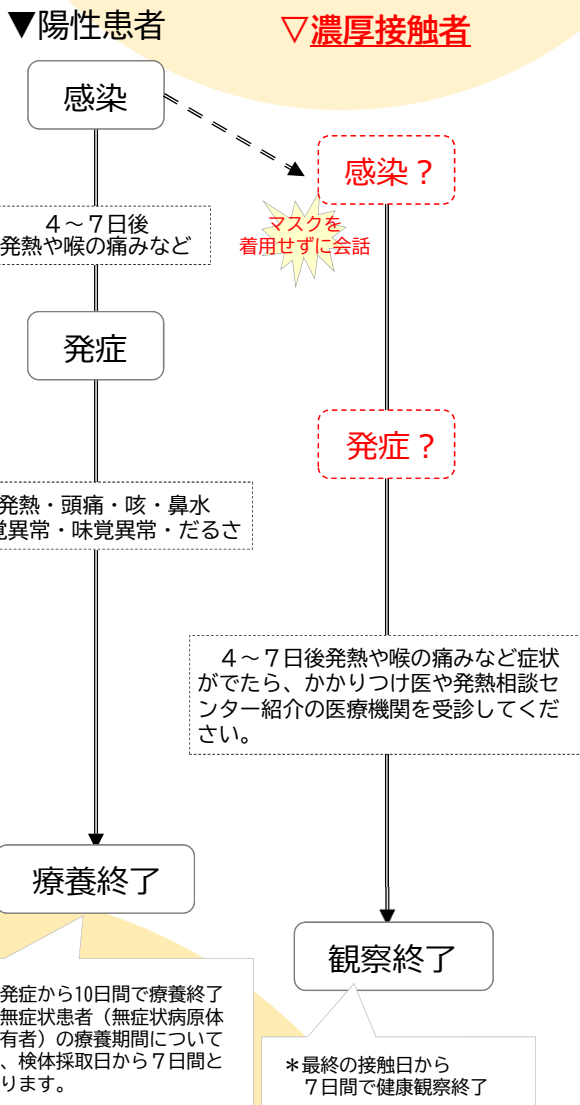 ▼陽性患者
▽濃厚接触者
感染
感染？
４～７日後
発熱や喉の痛みなど
マスクを
着用せずに会話
発症
発症？
発熱・頭痛・咳・鼻水
覚異常・味覚異常・だるさ
４～７日後発熱や喉の痛みなど症状
がでたら、かかりつけ医や発熱相談セ
ンター紹介の医療機関を受診してくだ
さい。
療養終了
観察終了
発症から10日間で療養終了
無症状患者（無症状病原体
有者）の療養期間について
、検体採取日から７日間と
ります。
＊最終の接触日から
７日間で健康観察終了